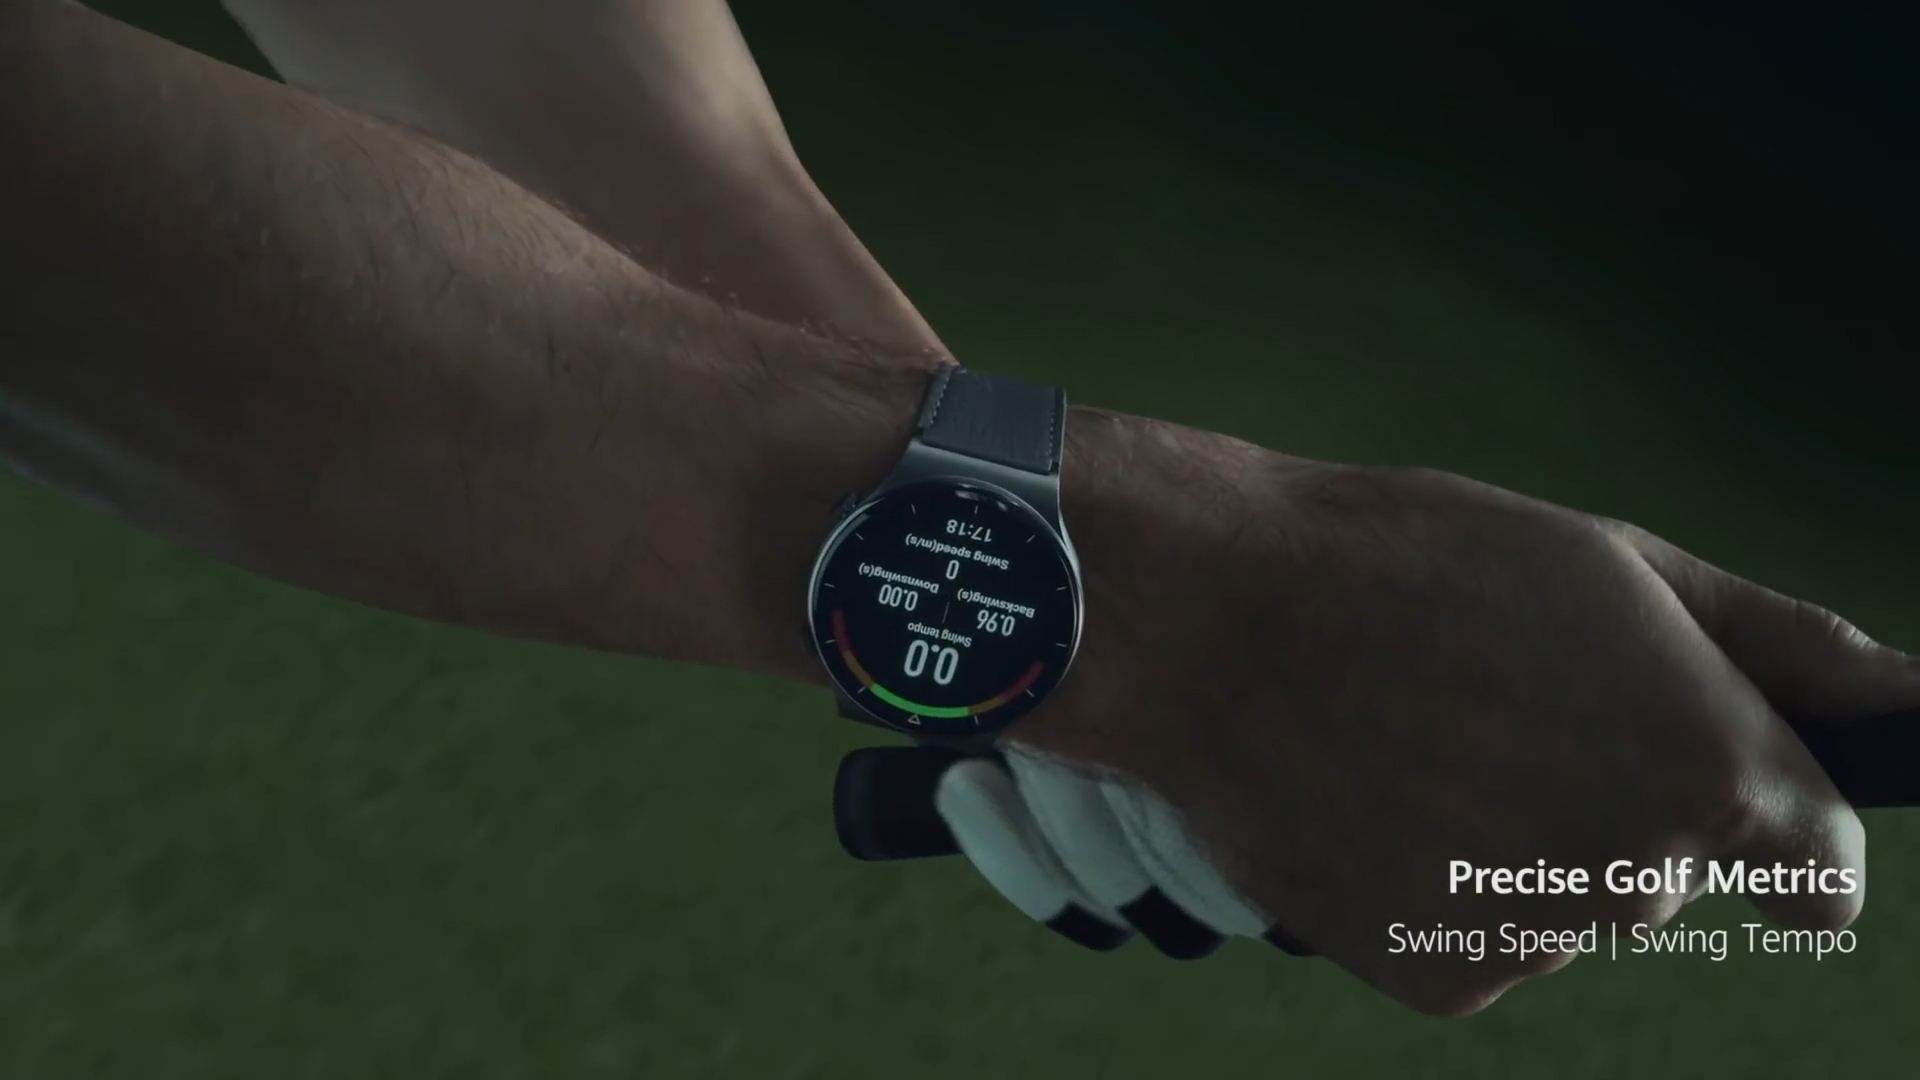 17:18
Swing speed(m/s)
0
Backswing(s) Downswing(s)
0.96 0.00
Swing tempo
0.0
Precise Golf Metrics
Swing Speed | Swing Tempo